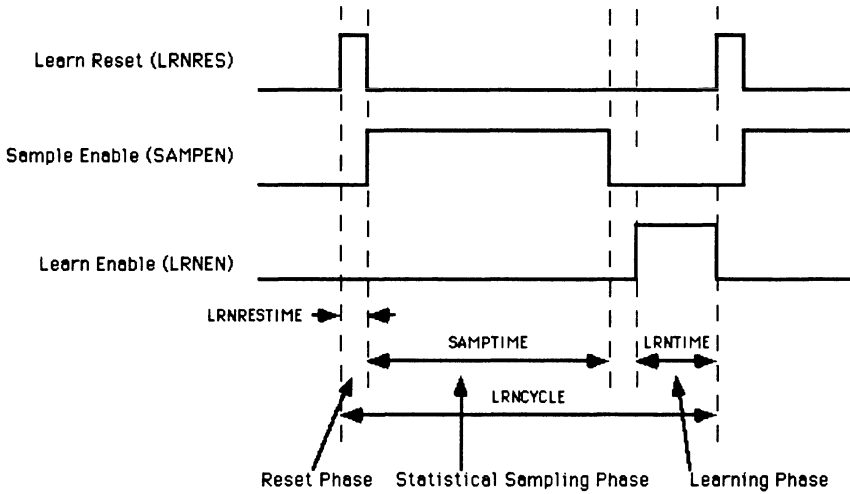 Learn Reset (LRNRES)
Sample Enable (SAMPEN)
Learn Enable (LRNEN)
LRNRESTIME
SAMPTIME
LRNTIME
LRNCYCLE
Reset Phase
Statistical Sampling Phase
Learning Phase